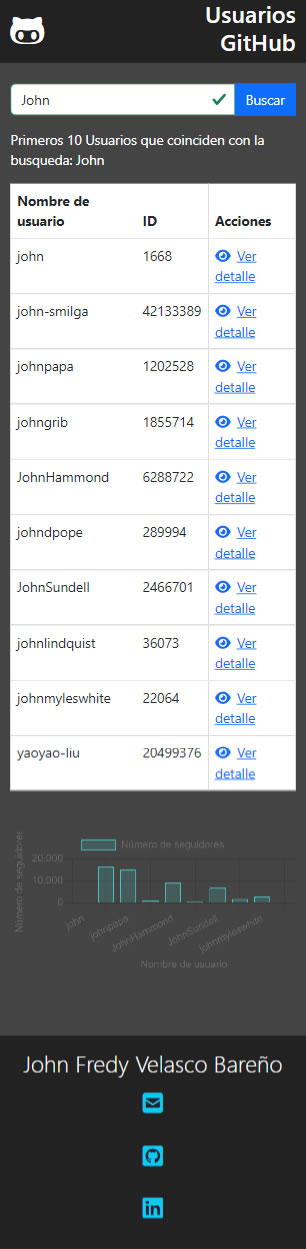 Usuarios
GitHub
John
Buscar
Primeros 10 Usuarios que coinciden con la
busqueda: John
Nombre de
usuario
ID
Acciones
john
1668
Ver
detalle
john-smilga
42133389
Ver
detalle
johnpapa
1202528
Ver
detalle
johngrib
1855714
Ver
detalle
JohnHammond
6288722
Ver
detalle
johndpope
289994
Ver
detalle
JohnSundell
2466701
Ver
detalle
johnlindquist
36073
Ver
detalle
johnmyleswhite
22064
Ver
detalle
yaoyao-liu
20499376
Ver
detalle
Número de seguidores
Número de seguidores
20,000
10,000
0
john
johnpapa
JohnHammond
JohnSundell
johnmyleswhite
Nombre de usuario
John Fredy Velasco Bareño
in